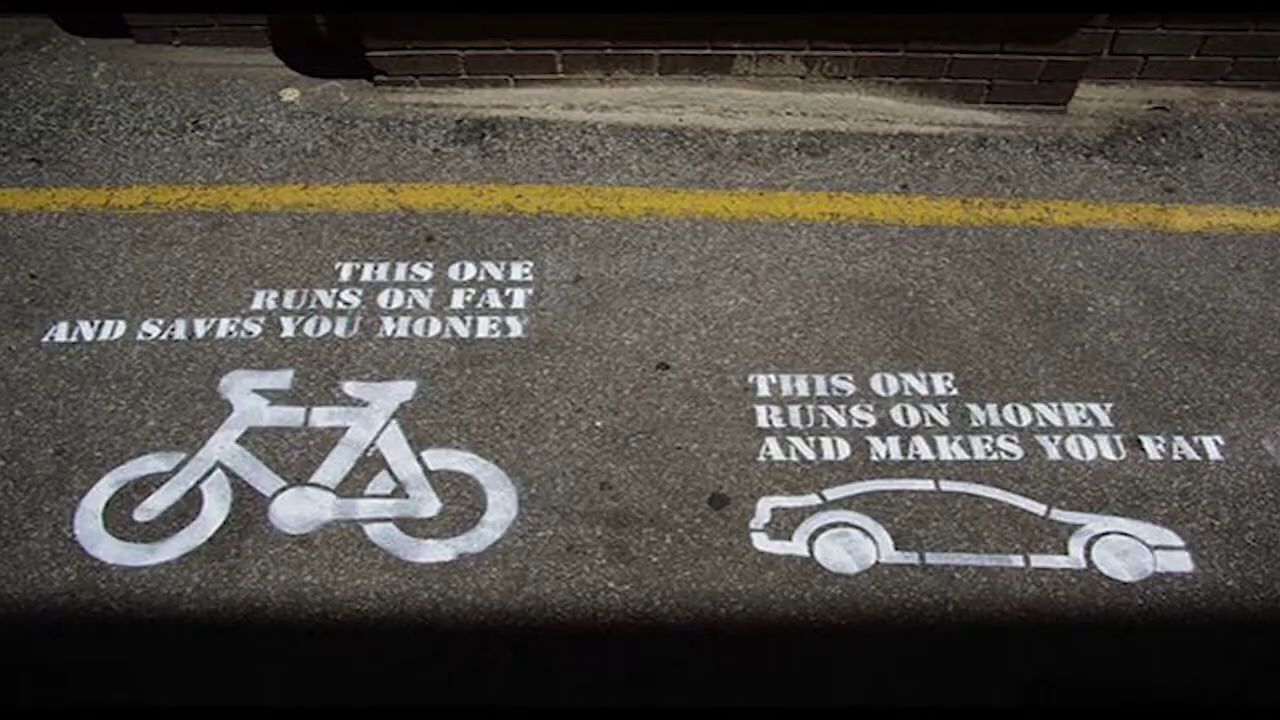 THIS ONE
RUNS ON FAT
AND SAVES YOU MONEY
THIS ONE
RUNS ON MONEY
AND MAKES YOU FAT